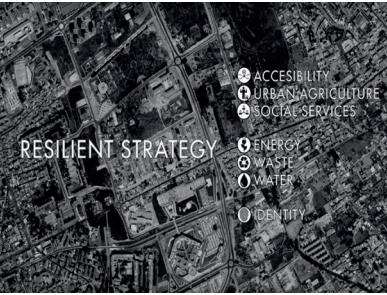 ACCESIBILITY
URBAN AGRICULTURE
SOCIAL SERVICES
RESILIENT STRATEGY
ENERGY
WASTE
WATER
IDENTITY